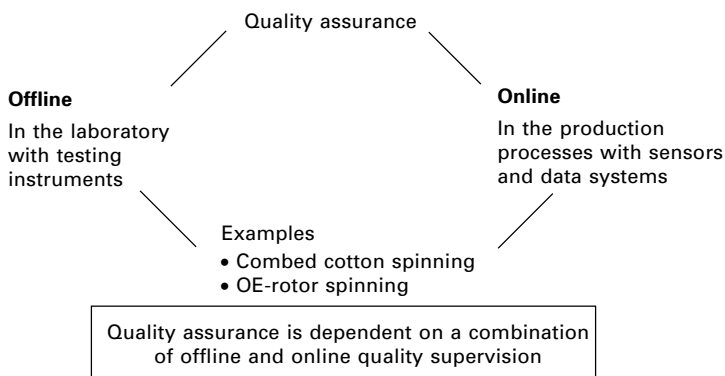 Quality assurance
Offline
In the laboratory
with testing
instruments
Online
In the production
processes with sensors
and data systems
Examples
• Combed cotton spinning
• OE-rotor spinning
Quality assurance is dependent on a combination
of offline and online quality supervision